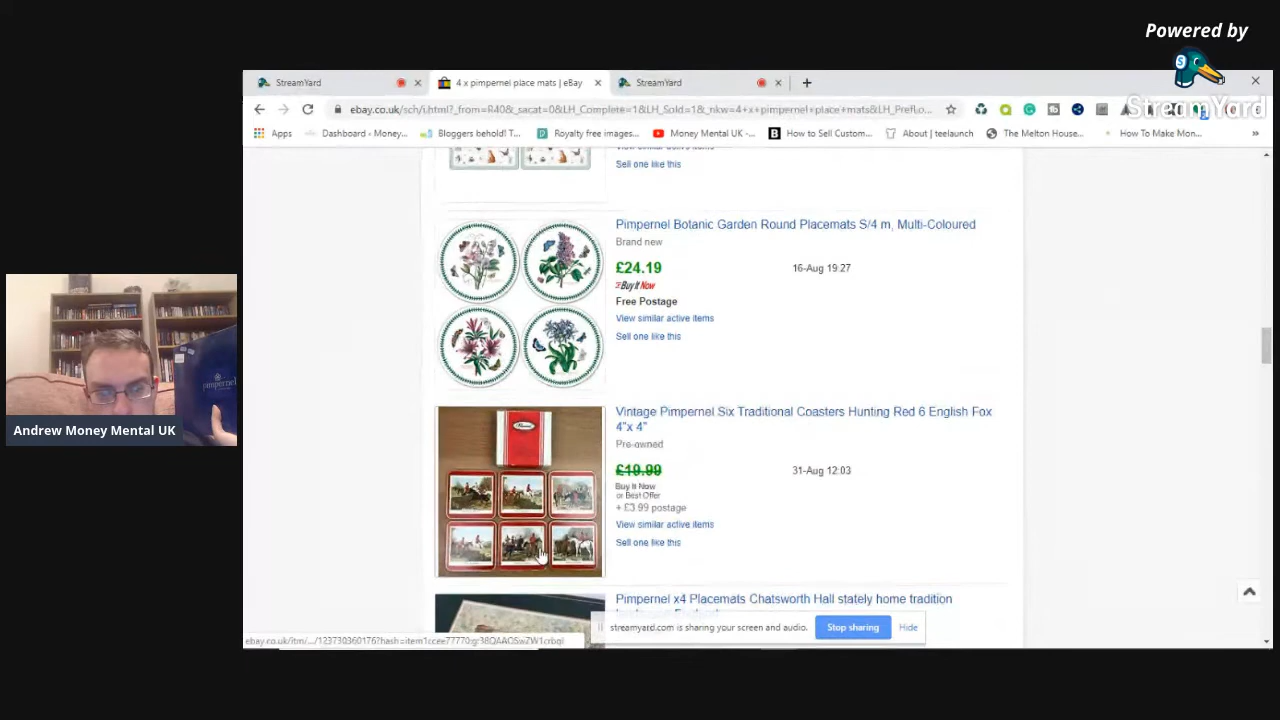 Powered by
StreamYard
StreamYard
4 x pimpernel place mats | eBay
StreamYard
ebay.co.uk/sch/i.html?_from=R40&_sacat=0&LH_Complete=1&LH_Sold=1&_nkw=4+x+pimpernel+place+mats&LH_PrefLo...
Apps
Dashboard ‹ Money...
Bloggers behold! T...
Royalty free images...
Money Mental UK -...
How to Sell Custom...
About | teelaunch
The Melton House...
How To Make Mon...
Sell one like this
Pimpernel Botanic Garden Round Placemats S/4 m, Multi-Coloured
Brand new
£24.19
16-Aug 19:27
Buy It Now
Free Postage
View similar active items
Sell one like this
Vintage Pimpernel Six Traditional Coasters Hunting Red 6 English Fox
4"x 4"
Pre-owned
£19.99
31-Aug 12:03
Buy It Now
or Best Offer
+ £3.99 postage
View similar active items
Sell one like this
Pimpernel x4 Placemats Chatsworth Hall stately home tradition
streamyard.com is sharing your screen and audio.
Stop sharing
Hide
pimpernel
Andrew Money Mental UK